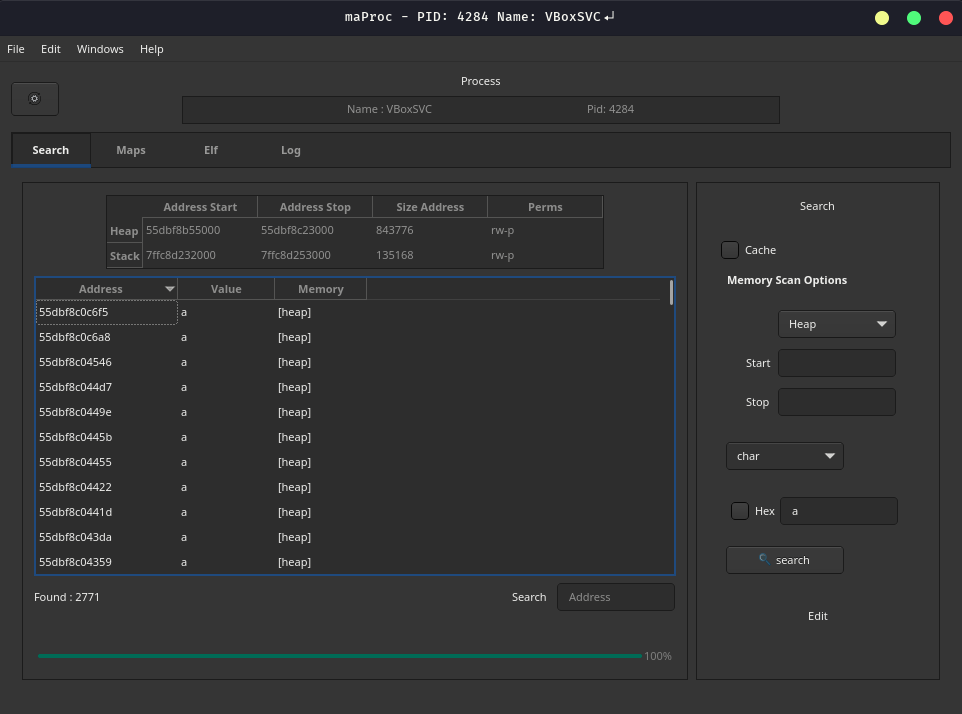 maProc - PID: 4284 Name: VBoxSVC↵
File Edit Windows Help
Process
Name : VBoxSVC Pid: 4284
Search Maps Elf Log
Address Start Address Stop Size Address Perms
Heap 55dbf8b55000 55dbf8c23000 843776 rw-p
Stack 7ffc8d232000 7ffc8d253000 135168 rw-p
Address Value Memory
55dbf8c0c6f5 a [heap]
55dbf8c0c6a8 a [heap]
55dbf8c04546 a [heap]
55dbf8c044d7 a [heap]
55dbf8c0449e a [heap]
55dbf8c0445b a [heap]
55dbf8c04455 a [heap]
55dbf8c04422 a [heap]
55dbf8c0441d a [heap]
55dbf8c043da a [heap]
55dbf8c04359 a [heap]
Found : 2771 Search Address
100%
Search
Cache
Memory Scan Options
Heap
Start
Stop
char
Hex a
search
Edit